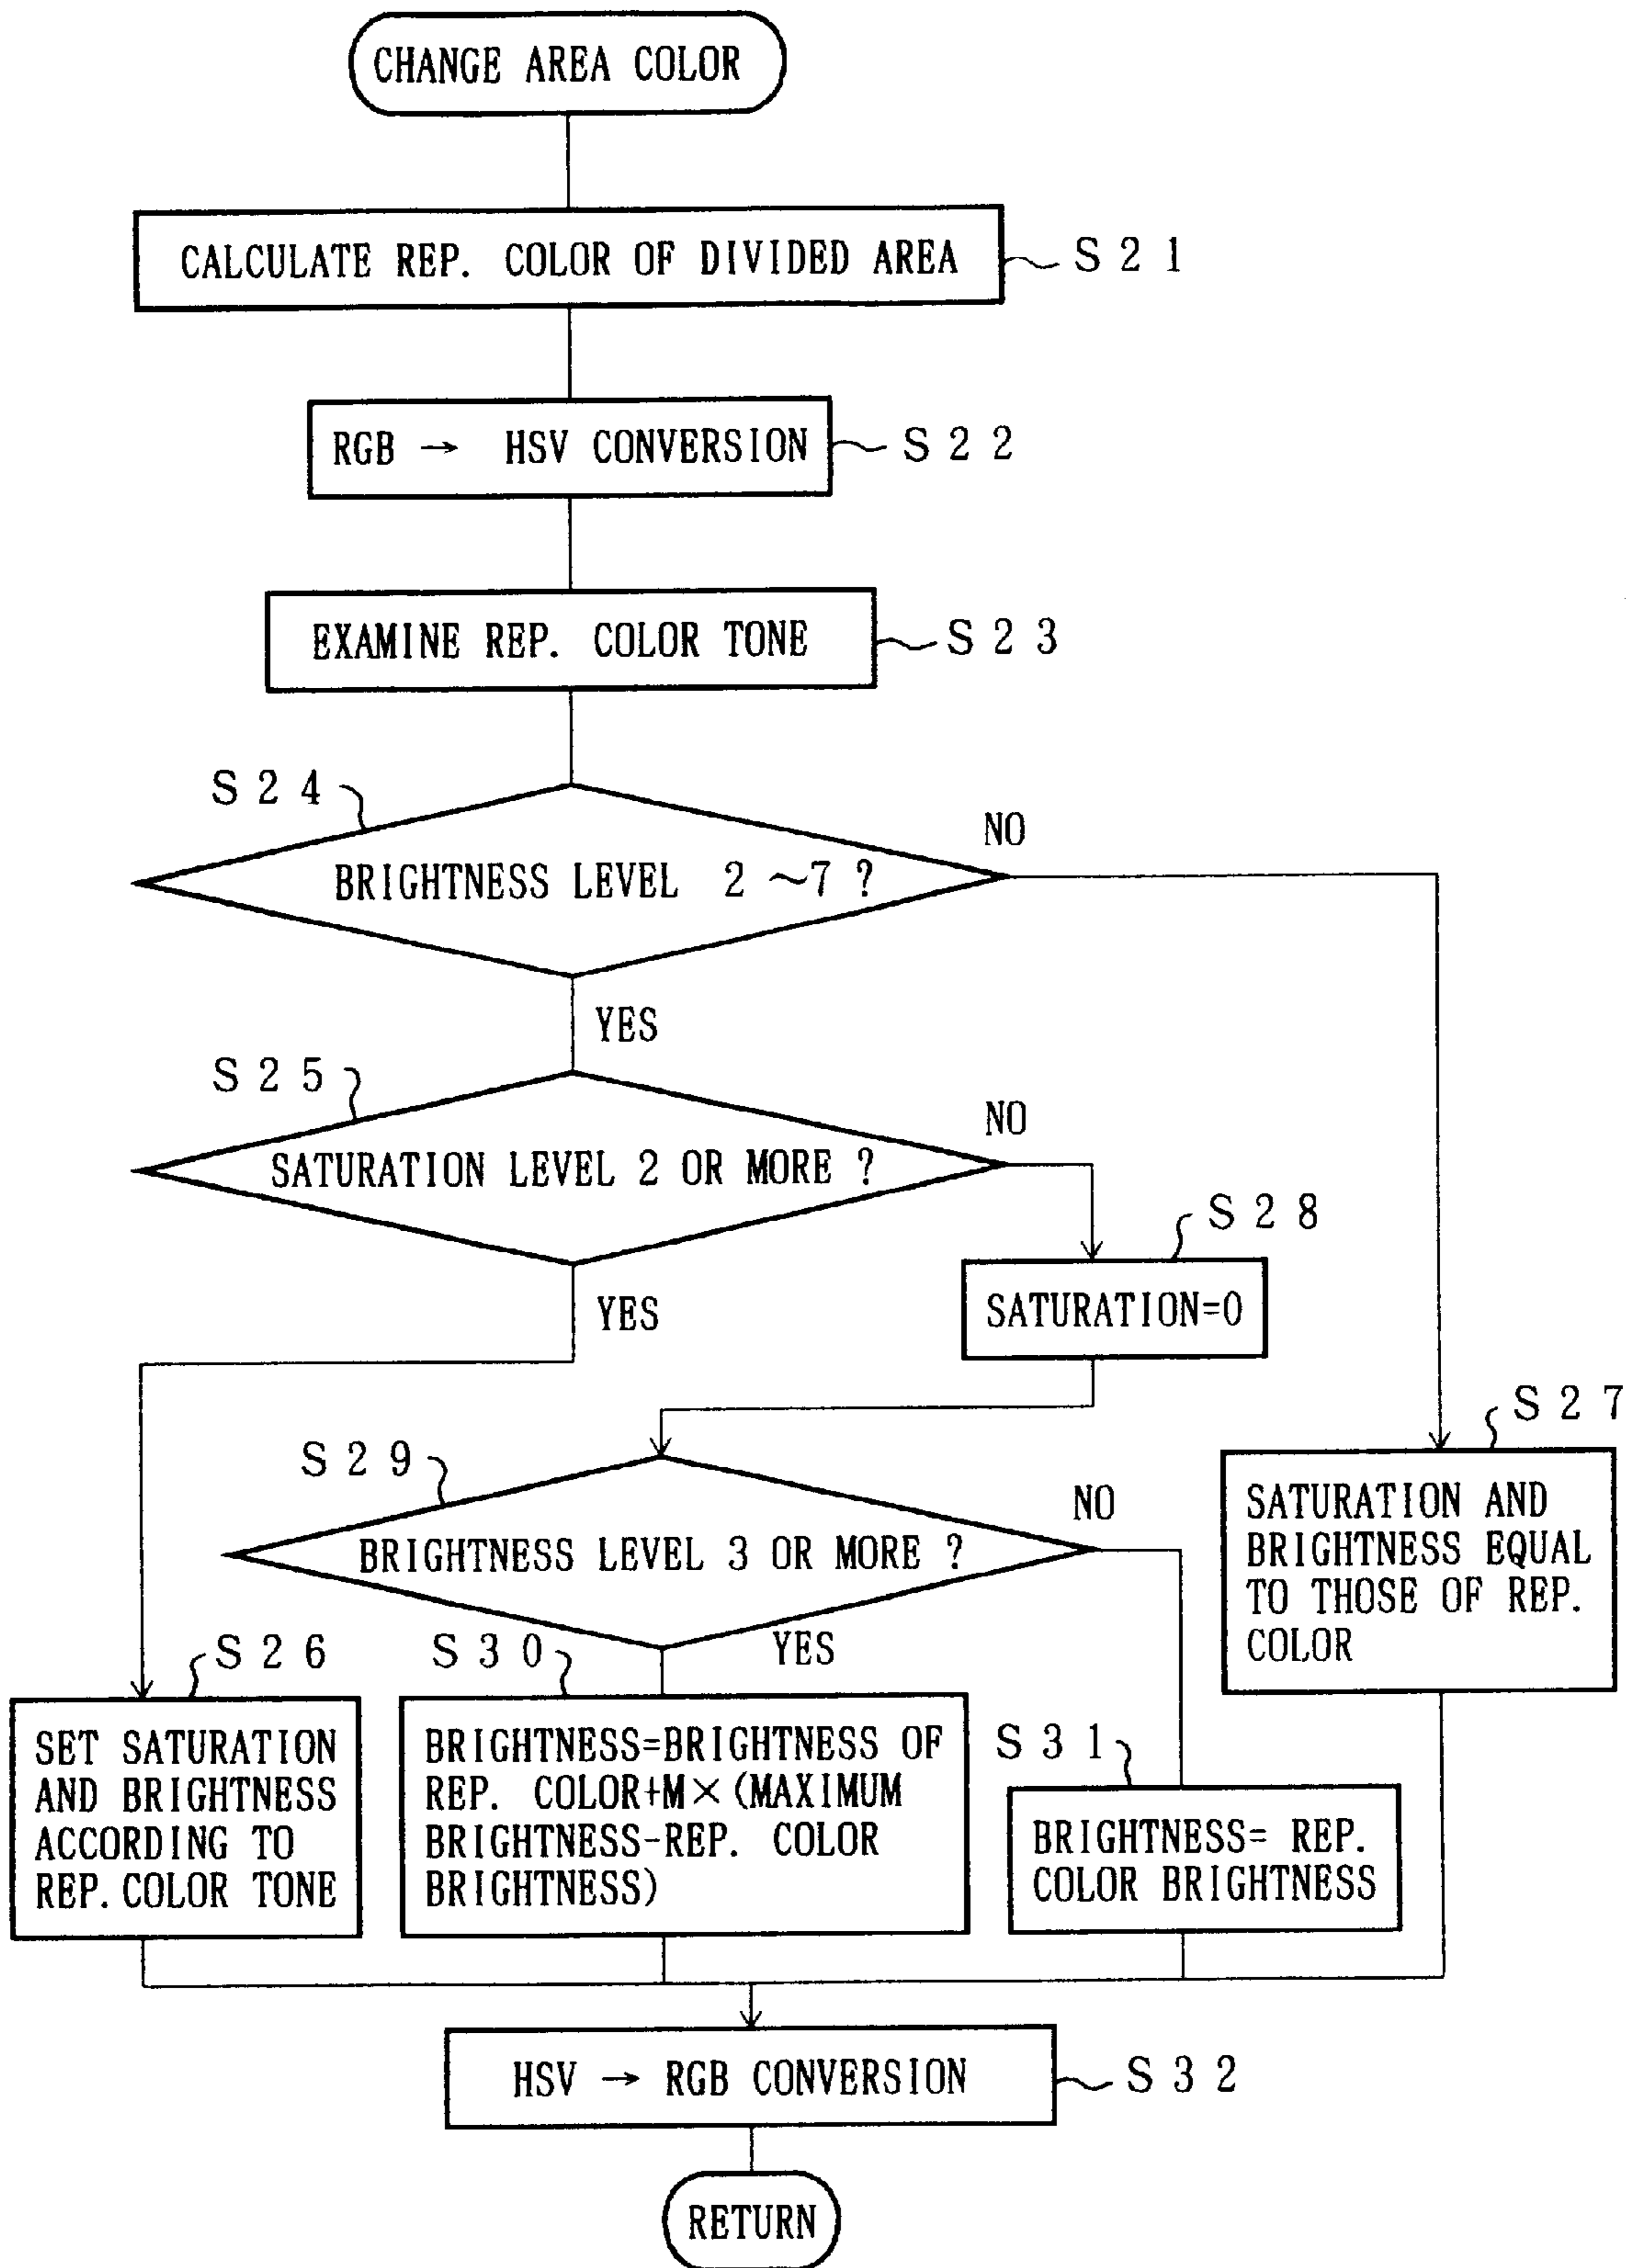 CHANGE AREA COLOR
CALCULATE REP. COLOR OF DIVIDED AREA
S21
RGB → HSV CONVERSION
S22
EXAMINE REP. COLOR TONE
S23
S24
BRIGHTNESS LEVEL 2 ~7 ?
NO
YES
S25
SATURATION LEVEL 2 OR MORE ?
NO
YES
S28
SATURATION=0
S27
SATURATION AND
BRIGHTNESS EQUAL
TO THOSE OF REP.
COLOR
S29
BRIGHTNESS LEVEL 3 OR MORE ?
NO
YES
S26
SET SATURATION
AND BRIGHTNESS
ACCORDING TO
REP. COLOR TONE
S30
BRIGHTNESS=BRIGHTNESS OF
REP. COLOR+M×(MAXIMUM
BRIGHTNESS-REP. COLOR
BRIGHTNESS)
S31
BRIGHTNESS= REP.
COLOR BRIGHTNESS
HSV → RGB CONVERSION
S32
RETURN